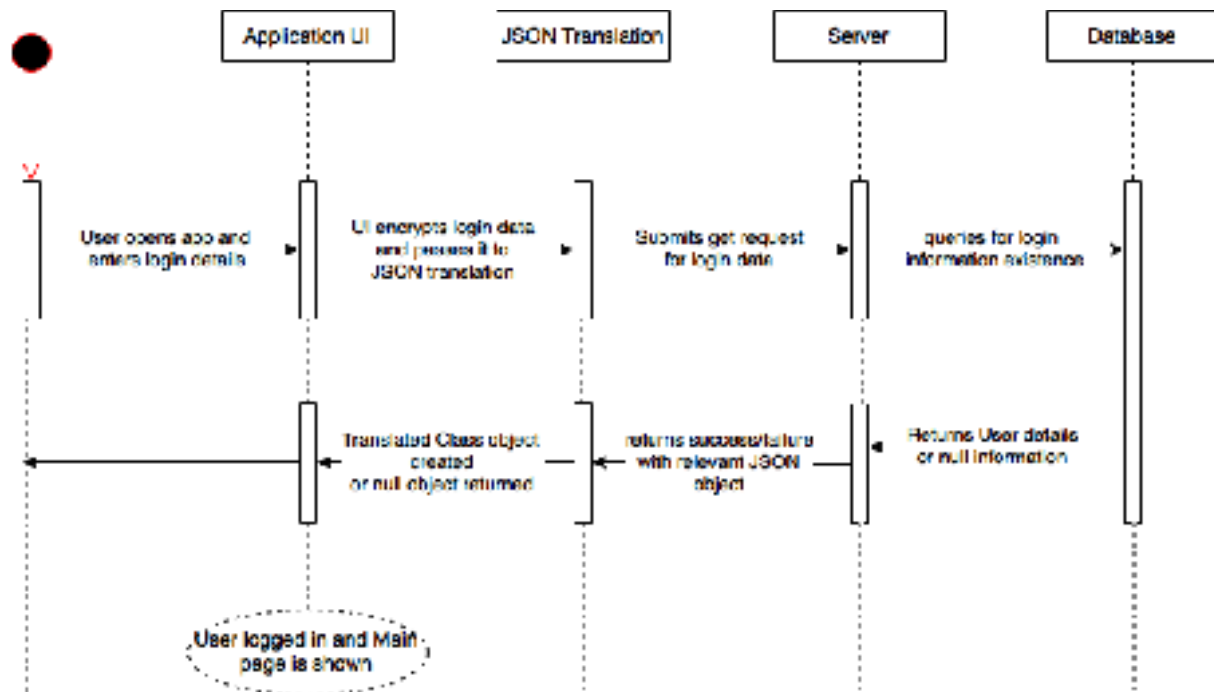 Application UI
JSON Translation
Server
Database
User opens app and
enters login details
UI encrypts login data
and passes it to
JSON translation
Submits get request
for login data
queries for login
information existence
Translated Class object
created
or null object returned
returns success/failure
with relevant JSON
object
Returns User details
or null information
User logged in and Main
page is shown